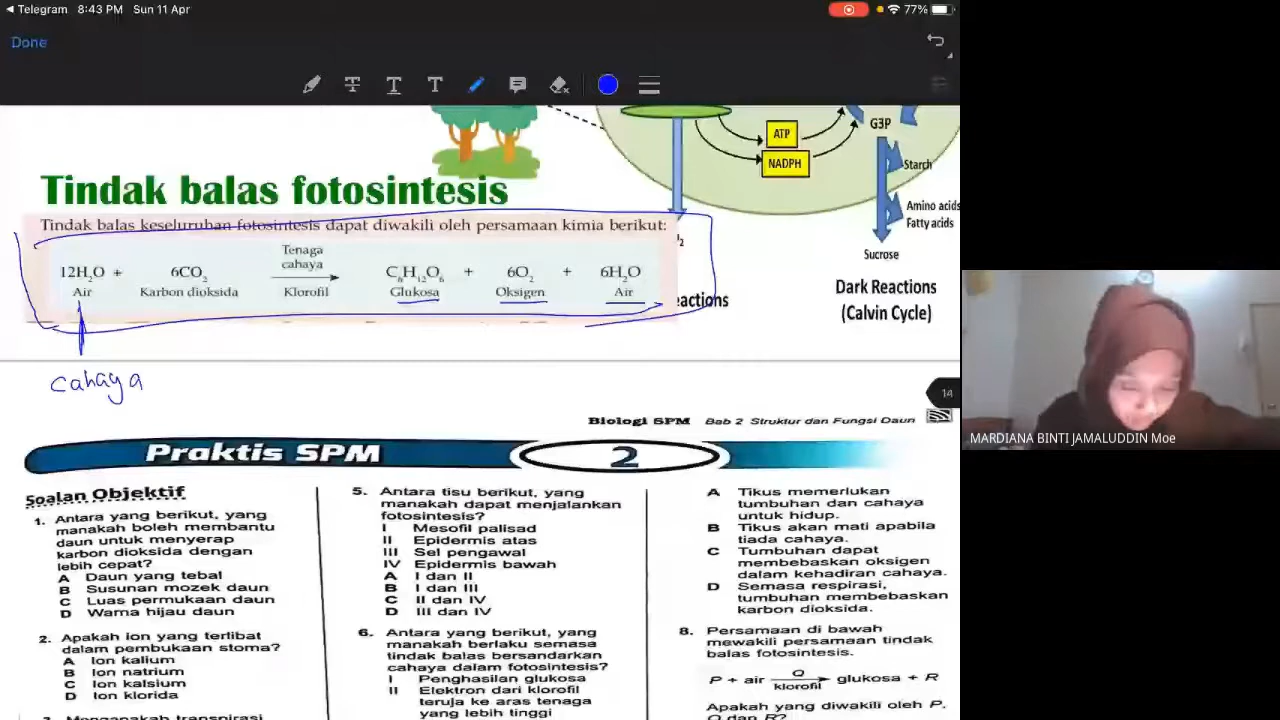 Telegram 8:43 PM Sun 11 Apr
77%
Done
ATP
NADPH
G3P
Starch
Amino acids
Fatty acids
Sucrose
Dark Reactions
(Calvin Cycle)
eactions
Tindak balas fotosintesis
Tindak balas keseluruhan fotosintesis dapat diwakili oleh persamaan kimia berikut:
Tenaga
cahaya
12H₂O + 6CO₂ → C₆H₁₂O₆ + 6O₂ + 6H₂O
Air Karbon dioksida Klorofil Glukosa Oksigen Air
cahaya
14
Biologi SPM Bab 2 Struktur dan Fungsi Daun
Praktis SPM 2
Soalan Objektif
1. Antara yang berikut, yang
manakah boleh membantu
daun untuk menyerap
karbon dioksida dengan
lebih cepat?
A Daun yang tebal
B Susunan mozek daun
C Luas permukaan daun
D Warna hijau daun
2. Apakah ion yang terlibat
dalam pembukaan stoma?
A Ion kalium
B Ion natrium
C Ion kalsium
D Ion klorida
3. Mengapakah transpirasi
5. Antara tisu berikut, yang
manakah dapat menjalankan
fotosintesis?
I Mesofil palisad
II Epidermis atas
III Sel pengawal
IV Epidermis bawah
A I dan II
B I dan III
C II dan IV
D III dan IV
6. Antara yang berikut, yang
manakah berlaku semasa
tindak balas bersandarkan
cahaya dalam fotosintesis?
I Penghasilan glukosa
II Elektron dari klorofil
teruja ke aras tenaga
yang lebih tinggi
A Tikus memerlukan
tumbuhan dan cahaya
untuk hidup.
B Tikus akan mati apabila
tiada cahaya.
C Tumbuhan dapat
membebaskan oksigen
dalam kehadiran cahaya.
D Semasa respirasi,
tumbuhan membebaskan
karbon dioksida.
8. Persamaan di bawah
mewakili persamaan tindak
balas fotosintesis.
Q
P + air → glukosa + R
klorofil
Apakah yang diwakili oleh P,
Q dan R?
MARDIANA BINTI JAMALUDDIN Moe